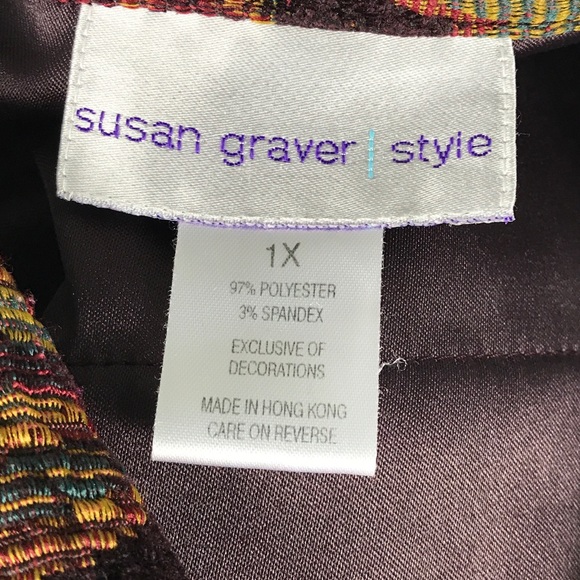 susan graver | style
1X
97% POLYESTER
3% SPANDEX
EXCLUSIVE OF
DECORATIONS
MADE IN HONG KONG
CARE ON REVERSE